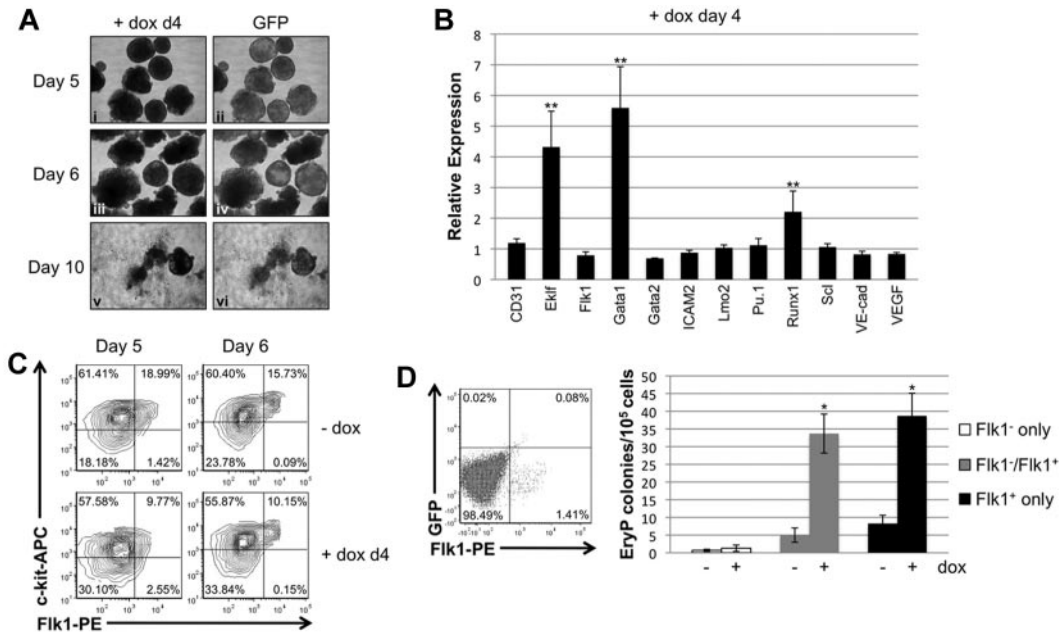 A
+ dox d4 GFP
Day 5
i ii
Day 6
iii iv
Day 10
v vi
B
+ dox day 4
Relative Expression
8
7
6
5
4
3
2
1
0
** ** **
CD31 Eklf Flk1 Gata1 Gata2 ICAM2 Lmo2 Pu.1 Runx1 Scl VE-cad VEGF
C
Day 5 Day 6
61.41% 18.99% 60.40% 15.73%
18.18% 1.42% 23.78% 0.09%
- dox
57.58% 9.77% 55.87% 10.15%
30.10% 2.55% 33.84% 0.15%
+ dox d4
c-kit-APC
Flk1-PE
D
0.02% 0.08%
98.49% 1.41%
GFP
Flk1-PE
EryP colonies/10⁵ cells
50
45
40
35
30
25
20
15
10
5
0
* *
- + - + - + dox
Flk1⁻ only
Flk1⁻/Flk1⁺
Flk1⁺ only